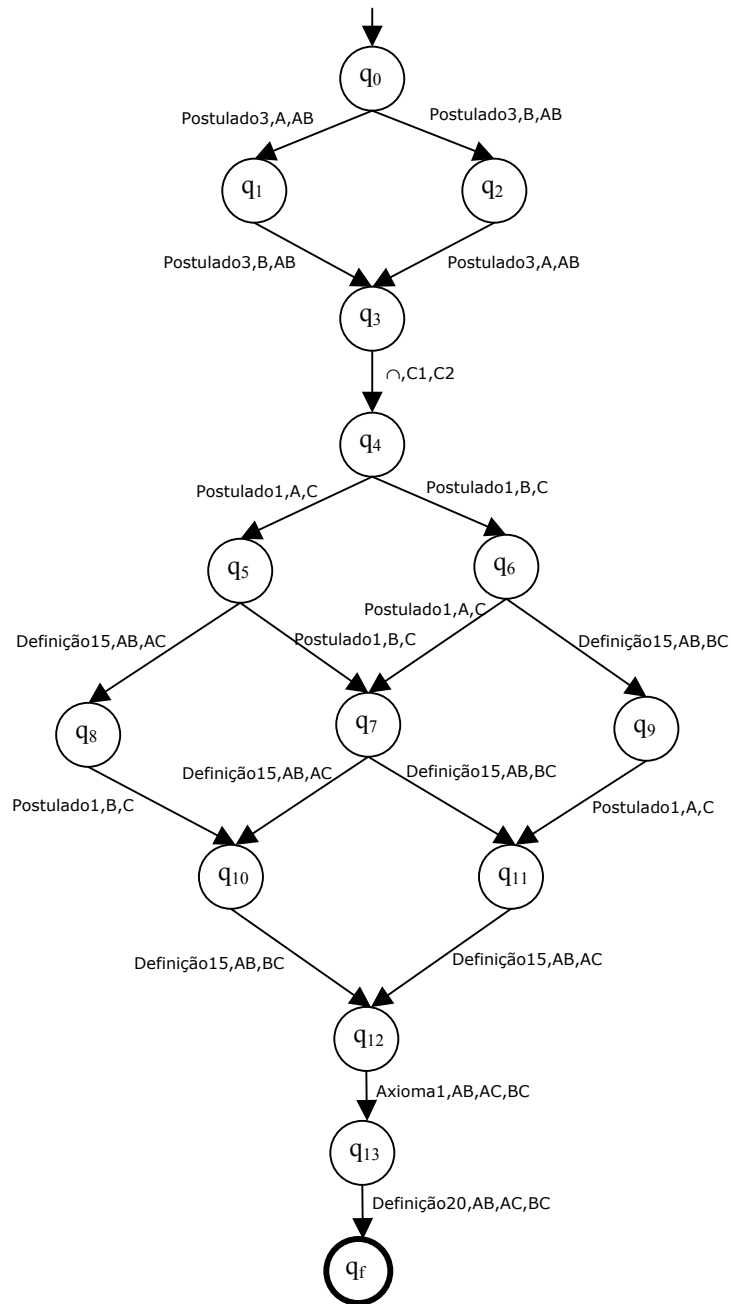 q0
Postulado3,A,AB
Postulado3,B,AB
q1
q2
Postulado3,B,AB
Postulado3,A,AB
q3
∩,C1,C2
q4
Postulado1,A,C
Postulado1,B,C
q5
q6
Postulado1,A,C
Definição15,AB,AC
Postulado1,B,C
Definição15,AB,BC
q8
q7
q9
Definição15,AB,AC
Definição15,AB,BC
Postulado1,B,C
Postulado1,A,C
q10
q11
Definição15,AB,BC
Definição15,AB,AC
q12
Axioma1,AB,AC,BC
q13
Definição20,AB,AC,BC
qf